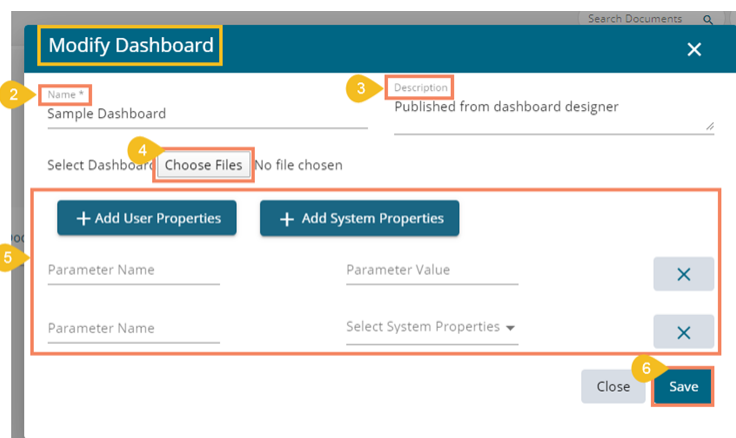 Search Documents
Modify Dashboard
2
Name *
Sample Dashboard
3
Description
Published from dashboard designer
4
Select Dashboard Choose Files No file chosen
+ Add User Properties + Add System Properties
5
Parameter Name Parameter Value
Parameter Name Select System Properties
6
Close Save